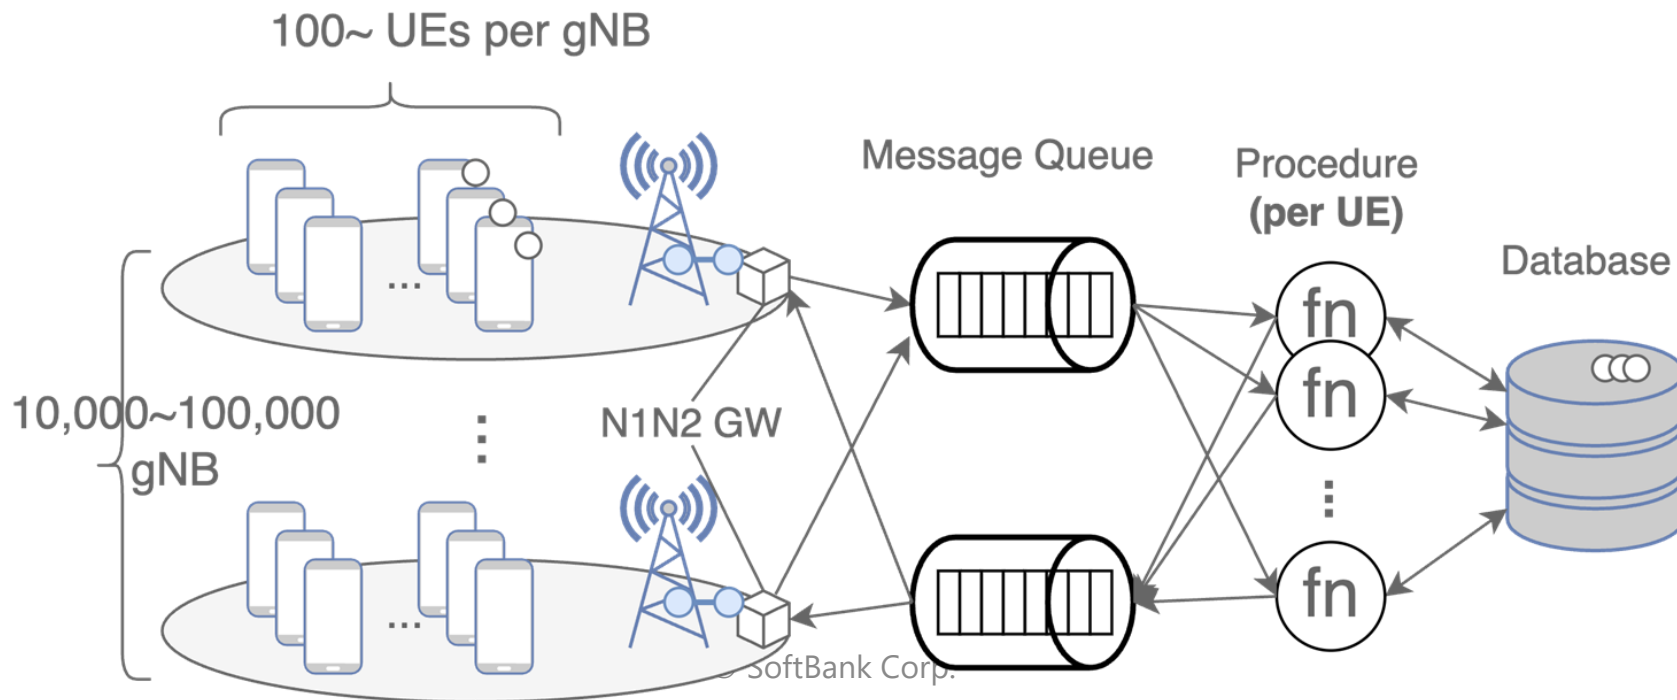 100~ UEs per gNB
Message Queue
Procedure
(per UE)
Database
fn
fn
10,000~100,000
gNB
...
N1N2 GW
...
fn
SoftBank Corp.